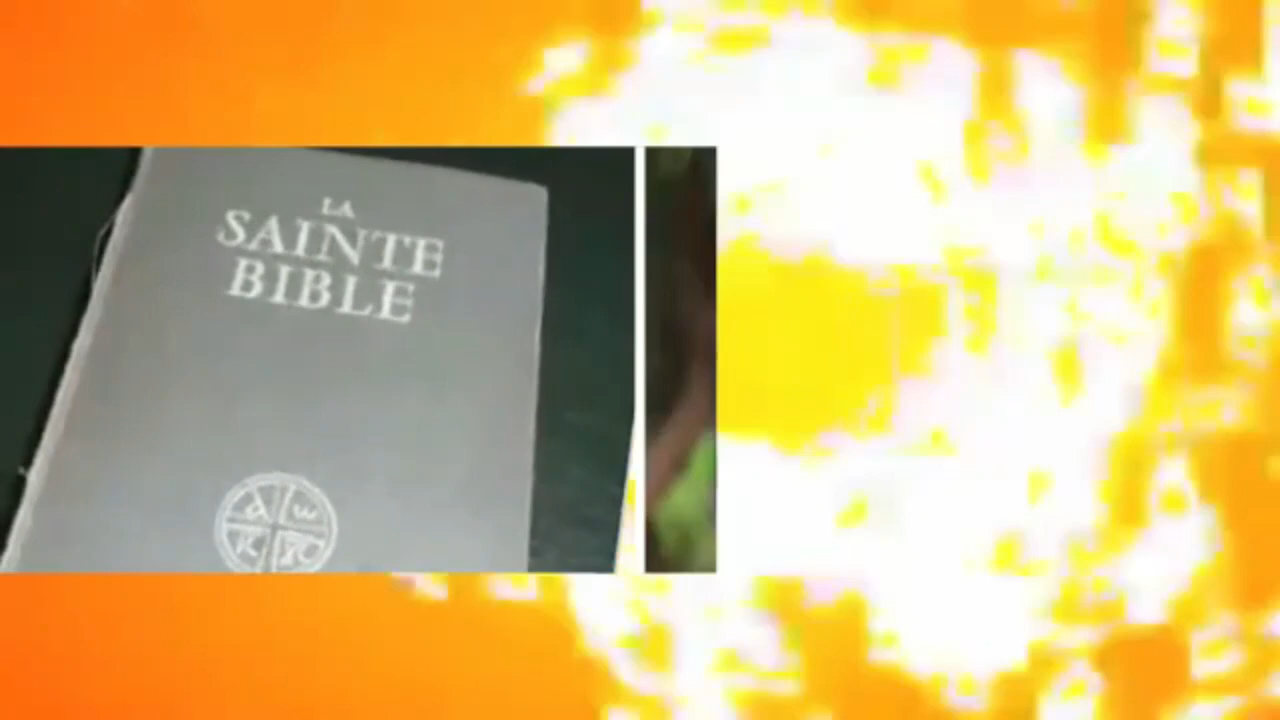 LA
SAINTE
BIBLE
α ω